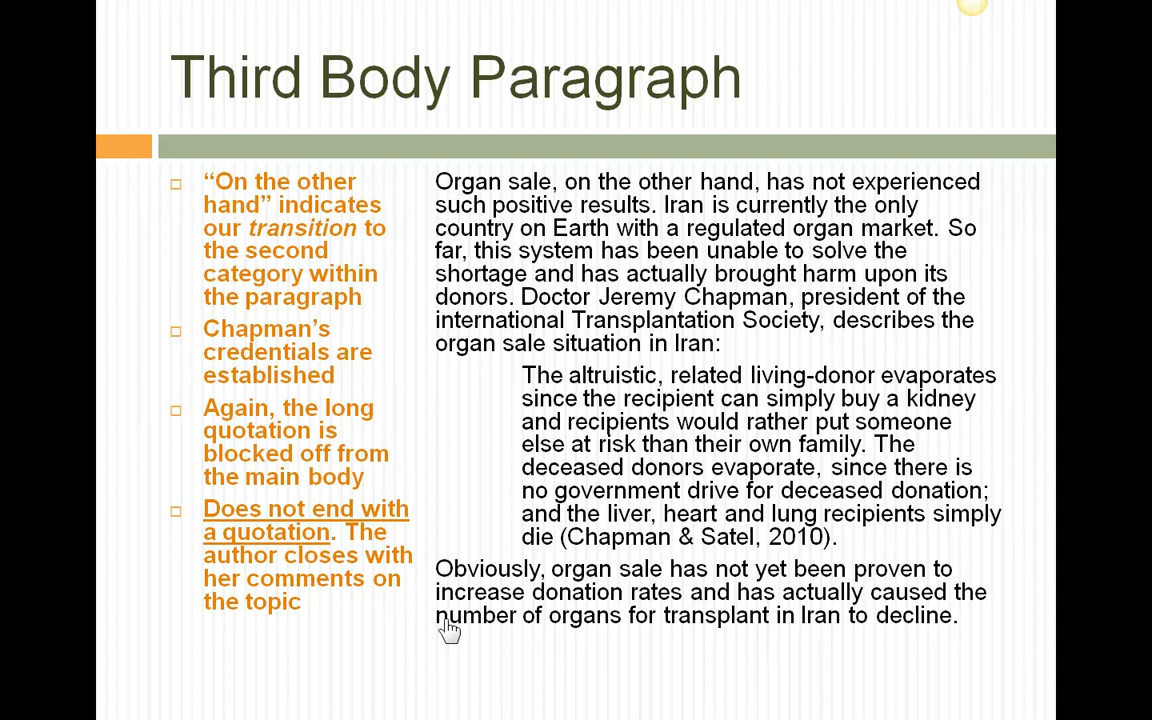 Third Body Paragraph
“On the other
hand” indicates
our transition to
the second
category within
the paragraph
Chapman’s
credentials are
established
Again, the long
quotation is
blocked off from
the main body
Does not end with
a quotation. The
author closes with
her comments on
the topic
Organ sale, on the other hand, has not experienced
such positive results. Iran is currently the only
country on Earth with a regulated organ market. So
far, this system has been unable to solve the
shortage and has actually brought harm upon its
donors. Doctor Jeremy Chapman, president of the
international Transplantation Society, describes the
organ sale situation in Iran:
The altruistic, related living-donor evaporates
since the recipient can simply buy a kidney
and recipients would rather put someone
else at risk than their own family. The
deceased donors evaporate, since there is
no government drive for deceased donation;
and the liver, heart and lung recipients simply
die (Chapman & Satel, 2010).
Obviously, organ sale has not yet been proven to
increase donation rates and has actually caused the
number of organs for transplant in Iran to decline.